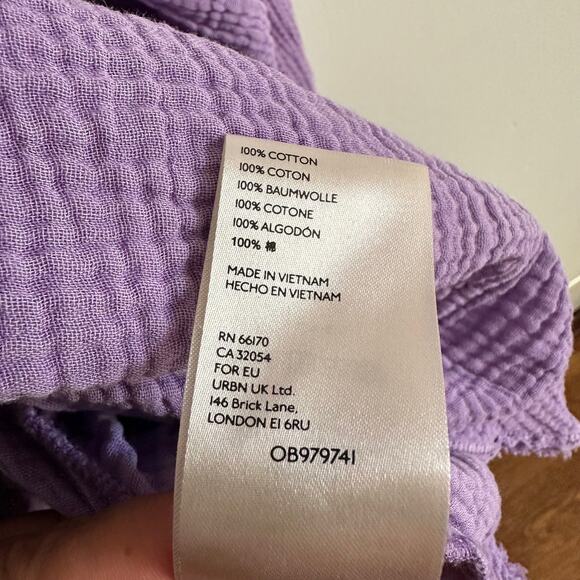 100% COTTON
100% COTON
100% BAUMWOLLE
100% COTONE
100% ALGODÓN
100% 棉
MADE IN VIETNAM
HECHO EN VIETNAM
RN 66170
CA 32054
FOR EU
URBN UK Ltd.
146 Brick Lane,
LONDON E1 6RU
OB979741